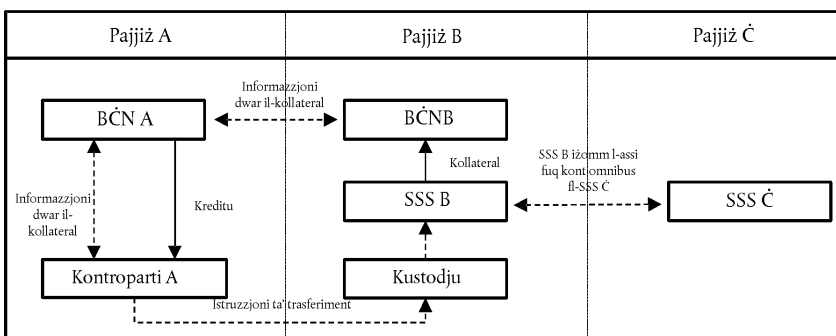 Pajjiż A
Pajjiż B
Pajjiż Ċ
BĊN A
Informazzjoni
dwar il-kollateral
BĊNB
Kollateral
SSS B iżomm l-assi
fuq kont omnibus
fl-SSS Ċ
SSS B
SSS Ċ
Informazzjoni
dwar il-
kollateral
Kreditu
Kontroparti A
Kustodju
Istruzzjoni ta' trasferiment